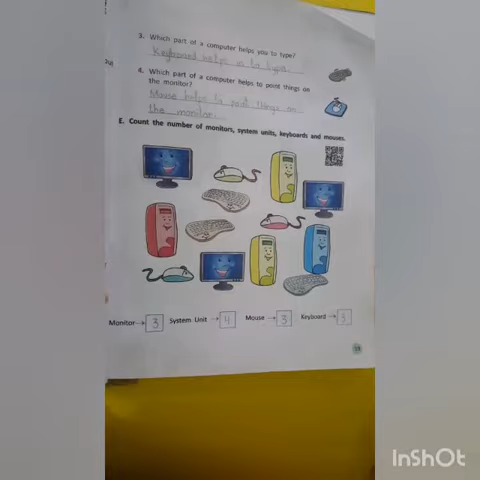 3. Which part of a computer helps you to type?
Keyboard helps us to type.
4. Which part of a computer helps to point things on
the monitor?
Mouse helps to point things on
the monitor.
E. Count the number of monitors, system units, keyboards and mouses.
Monitor → 3 System Unit → 4 Mouse → 3 Keyboard → 3
InShOt